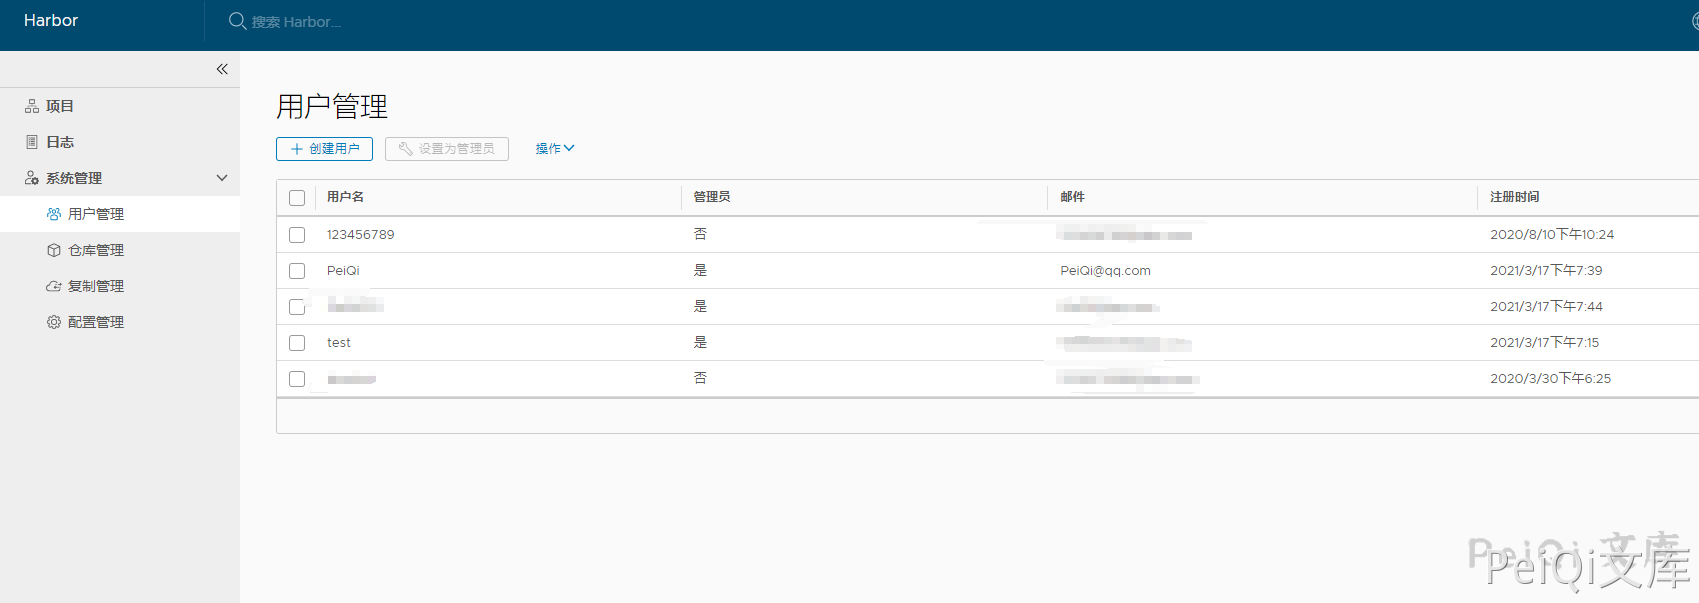 Harbor
搜索 Harbor...
项目
日志
系统管理
用户管理
仓库管理
复制管理
配置管理
用户管理
创建用户 设置为管理员 操作
用户名 管理员 邮件 注册时间
123456789 否 2020/8/10下午10:24
PeiQi 是 PeiQi@qq.com 2021/3/17下午7:39
是 2021/3/17下午7:44
test 是 2021/3/17下午7:15
否 2020/3/30下午6:25
PeiQi 文库
PeiQi文库